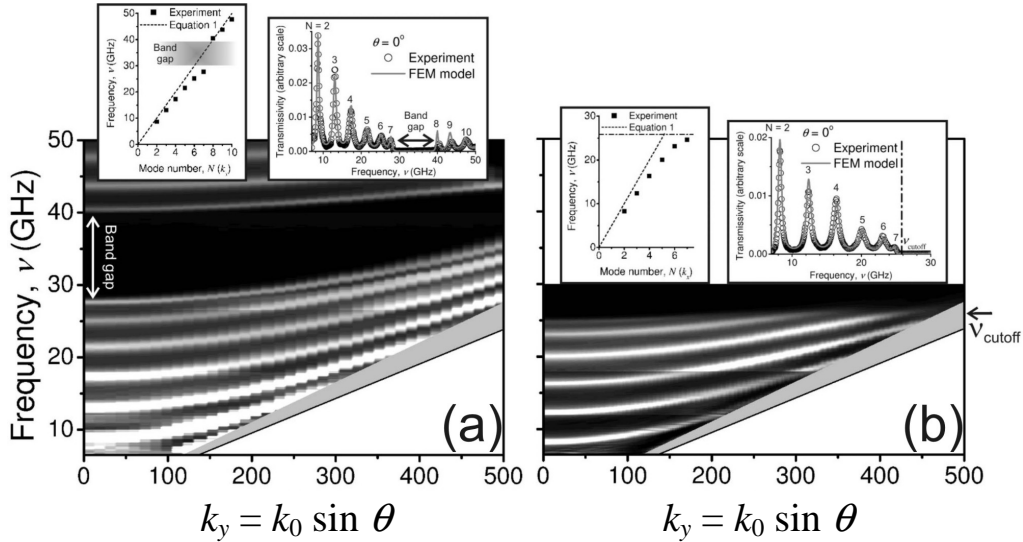 Experiment
Equation 1
Band
gap
Frequency, ν (GHz)
50
40
30
20
10
0
0 2 4 6 8 10
Mode number, N (kₓ)
N = 2
3
4
5
6
7
8
9
10
θ = 0°
Experiment
FEM model
Band
gap
Transmissivity (arbitrary scale)
0.03
0.02
0.01
0.00
10 20 30 40 50
Frequency, ν (GHz)
Frequency, ν (GHz)
50
40
30
20
10
Band gap
(a)
0 100 200 300 400 500
k_y = k₀ sin θ
Experiment
Equation 1
Frequency, ν (GHz)
30
20
10
0
0 2 4 6
Mode number, N (kₓ)
N = 2
3
4
5
6
7
θ = 0°
Experiment
FEM model
ν_cutoff
Transmissivity (arbitrary scale)
0.02
0.01
0.00
10 20 30
Frequency, ν (GHz)
ν_cutoff
(b)
0 100 200 300 400 500
k_y = k₀ sin θ